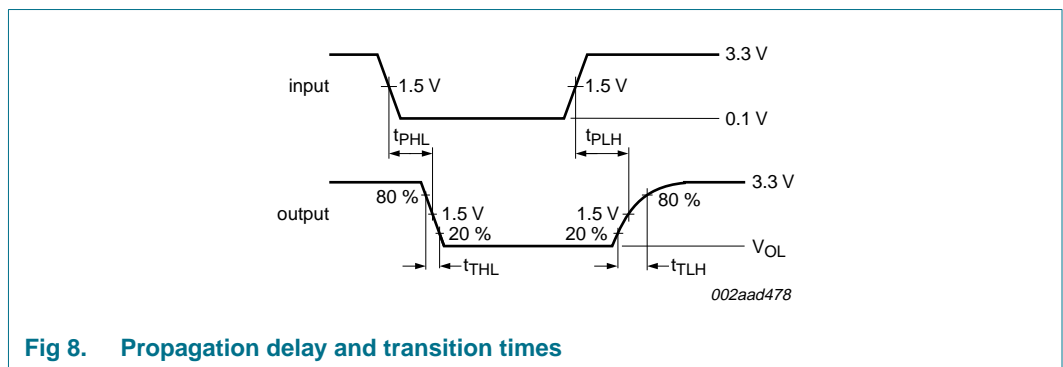 3.3 V
input
1.5 V
1.5 V
0.1 V
tPHL
tPLH
3.3 V
80 %
80 %
output
1.5 V
1.5 V
20 %
20 %
VOL
tTHL
tTLH
002aad478
Fig 8. Propagation delay and transition times